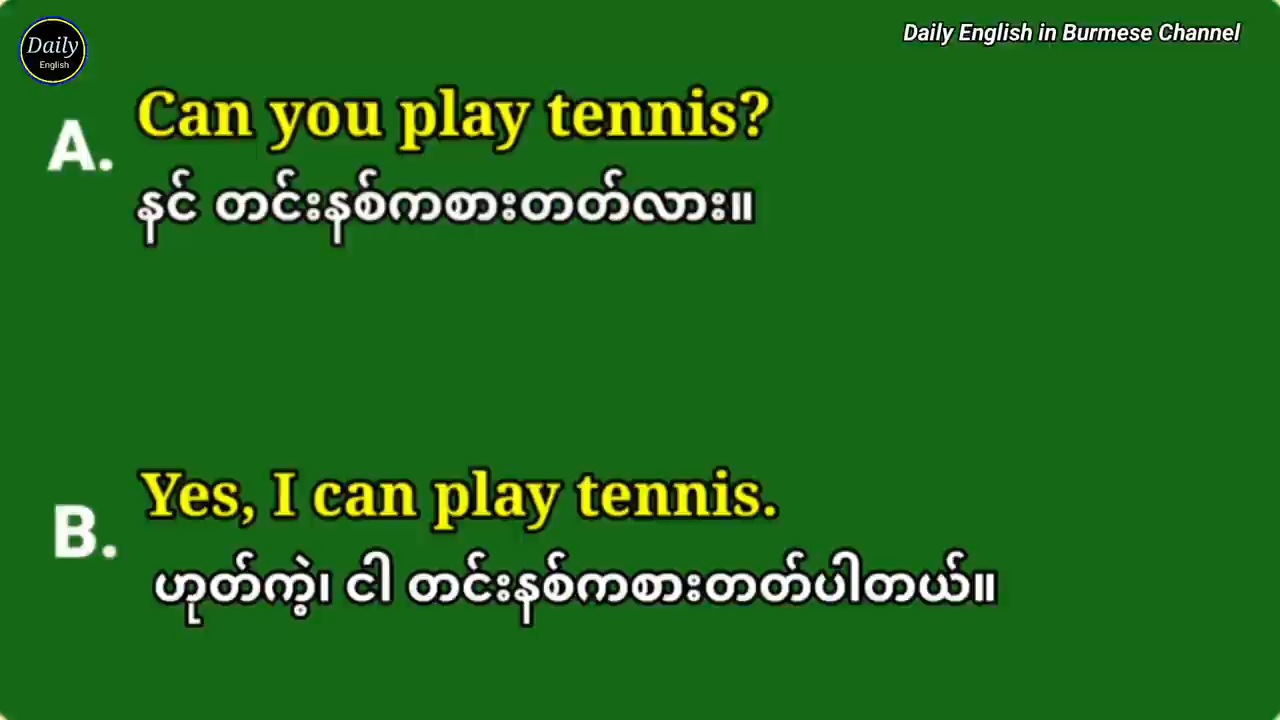 Daily
English
Daily English in Burmese Channel
A. Can you play tennis?
နင် တင်းနစ်ကစားတတ်လား။
B. Yes, I can play tennis.
ဟုတ်ကဲ့၊ ငါ တင်းနစ်ကစားတတ်ပါတယ်။